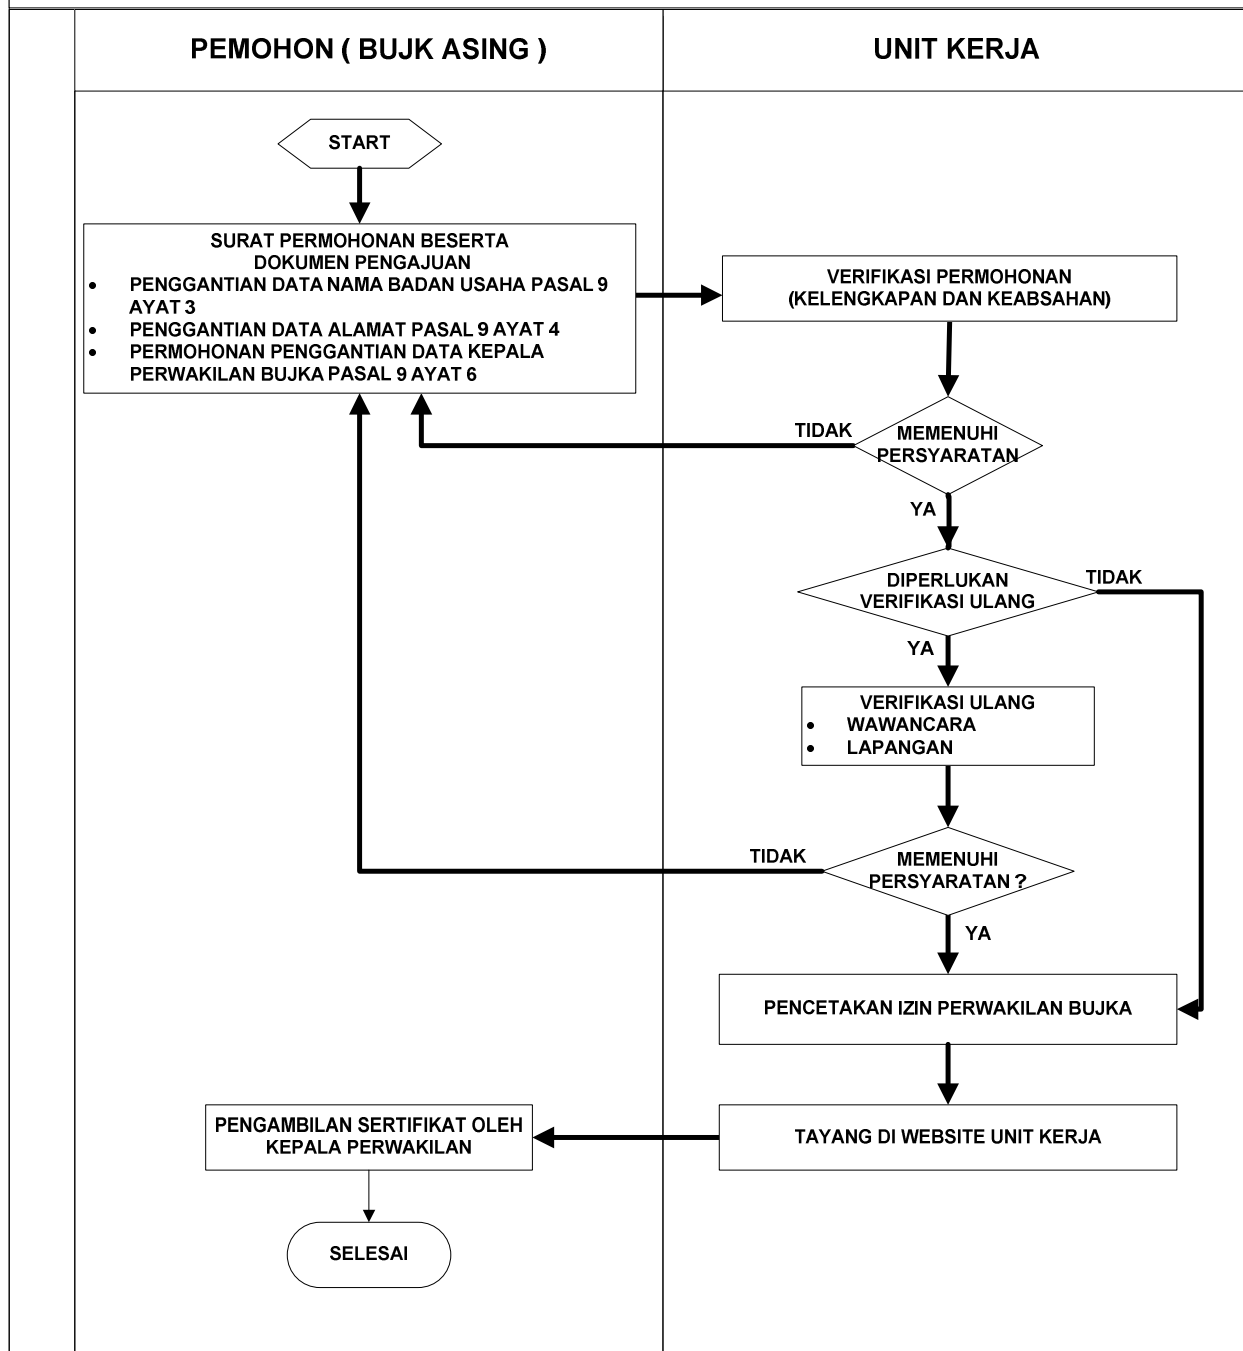 PEMOHON ( BUJK ASING )
UNIT KERJA
START
SURAT PERMOHONAN BESERTA
DOKUMEN PENGAJUAN
• PENGGANTIAN DATA NAMA BADAN USAHA PASAL 9
AYAT 3
• PENGGANTIAN DATA ALAMAT PASAL 9 AYAT 4
• PERMOHONAN PENGGANTIAN DATA KEPALA
PERWAKILAN BUJKA PASAL 9 AYAT 6
VERIFIKASI PERMOHONAN
(KELENGKAPAN DAN KEABSAHAN)
TIDAK
MEMENUHI
PERSYARATAN
YA
DIPERLUKAN
VERIFIKASI ULANG
TIDAK
YA
VERIFIKASI ULANG
• WAWANCARA
• LAPANGAN
TIDAK
MEMENUHI
PERSYARATAN ?
YA
PENCETAKAN IZIN PERWAKILAN BUJKA
TAYANG DI WEBSITE UNIT KERJA
PENGAMBILAN SERTIFIKAT OLEH
KEPALA PERWAKILAN
SELESAI